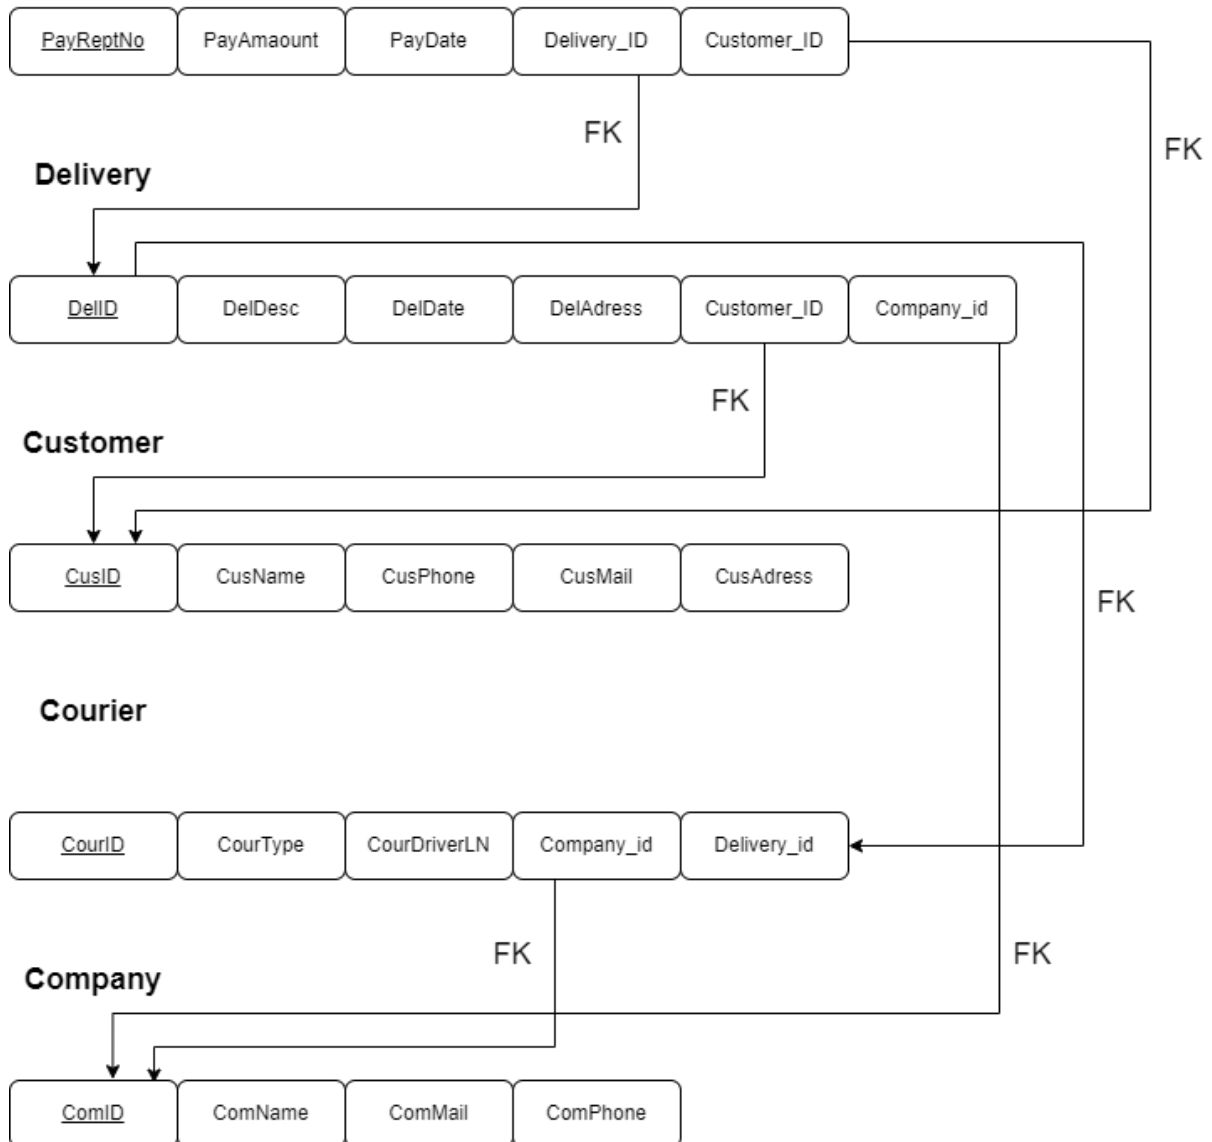 PayReptNo PayAmaount PayDate Delivery_ID Customer_ID
FK
FK
Delivery
DelID DelDesc DelDate DelAdress Customer_ID Company_id
FK
Customer
CusID CusName CusPhone CusMail CusAdress
FK
Courier
CourID CourType CourDriverLN Company_id Delivery_id
FK
FK
Company
ComID ComName ComMail ComPhone